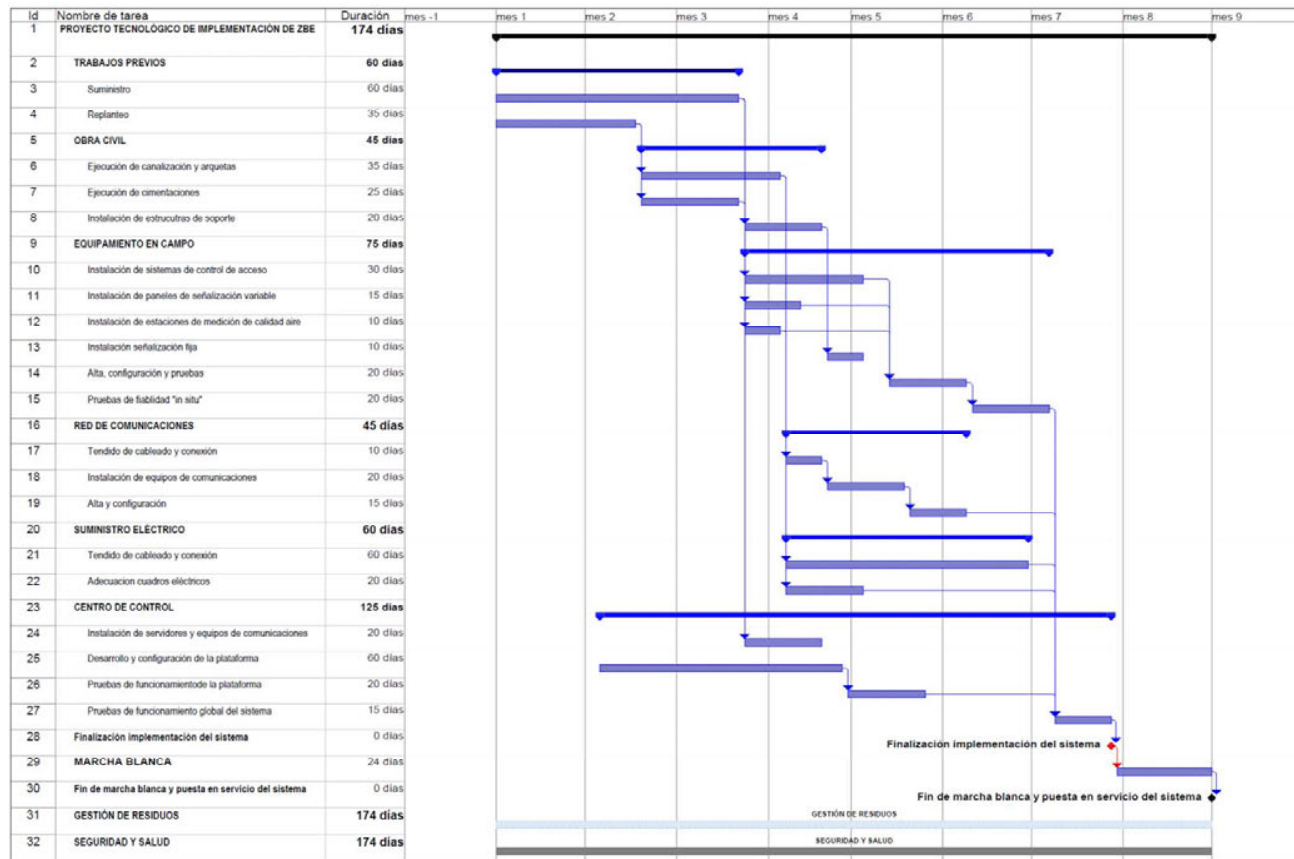 Id Nombre de tarea Duración mes -1 mes 1 mes 2 mes 3 mes 4 mes 5 mes 6 mes 7 mes 8 mes 9
1 PROYECTO TECNOLÓGICO DE IMPLEMENTACIÓN DE ZBE 174 días
2 TRABAJOS PREVIOS 60 días
3 Suministro 60 días
4 Replanteo 35 días
5 OBRA CIVIL 45 días
6 Ejecución de canalización y arquetas 35 días
7 Ejecución de cimentaciones 25 días
8 Instalación de estrucutras de soporte 20 días
9 EQUIPAMIENTO EN CAMPO 75 días
10 Instalación de sistemas de control de acceso 30 días
11 Instalación de paneles de señalización variable 15 días
12 Instalación de estaciones de medición de calidad aire 10 días
13 Instalación señalización fija 10 días
14 Alta, configuración y pruebas 20 días
15 Pruebas de fiablidad "in situ" 20 días
16 RED DE COMUNICACIONES 45 días
17 Tendido de cableado y conexión 10 días
18 Instalación de equipos de comunicaciones 20 días
19 Alta y configuración 15 días
20 SUMINISTRO ELÉCTRICO 60 días
21 Tendido de cableado y conexión 60 días
22 Adecuacion cuadros eléctricos 20 días
23 CENTRO DE CONTROL 125 días
24 Instalación de servidores y equipos de comunicaciones 20 días
25 Desarrollo y configuración de la plataforma 60 días
26 Pruebas de funcionamientode la plataforma 20 días
27 Pruebas de funcionamiento global del sistema 15 días
28 Finalización implementación del sistema 0 días Finalización implementación del sistema
29 MARCHA BLANCA 24 días
30 Fin de marcha blanca y puesta en servicio del sistema 0 días Fin de marcha blanca y puesta en servicio del sistema
31 GESTIÓN DE RESIDUOS 174 días GESTIÓN DE RESIDUOS
32 SEGURIDAD Y SALUD 174 días SEGURIDAD Y SALUD